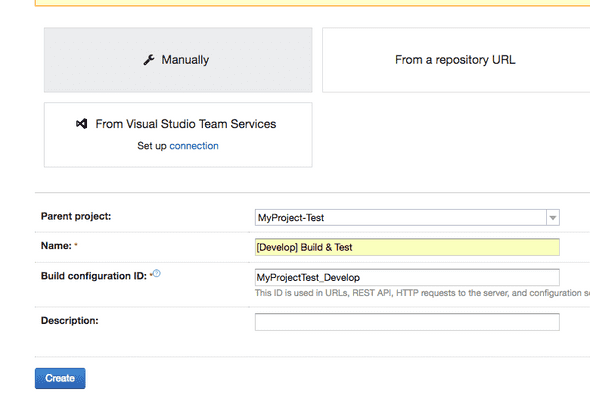 Manually
From a repository URL
From Visual Studio Team Services
Set up connection
Parent project:
MyProject-Test
Name: *
[Develop] Build & Test
Build configuration ID: *
MyProjectTest_Develop
This ID is used in URLs, REST API, HTTP requests to the server, and configuration
Description:
Create